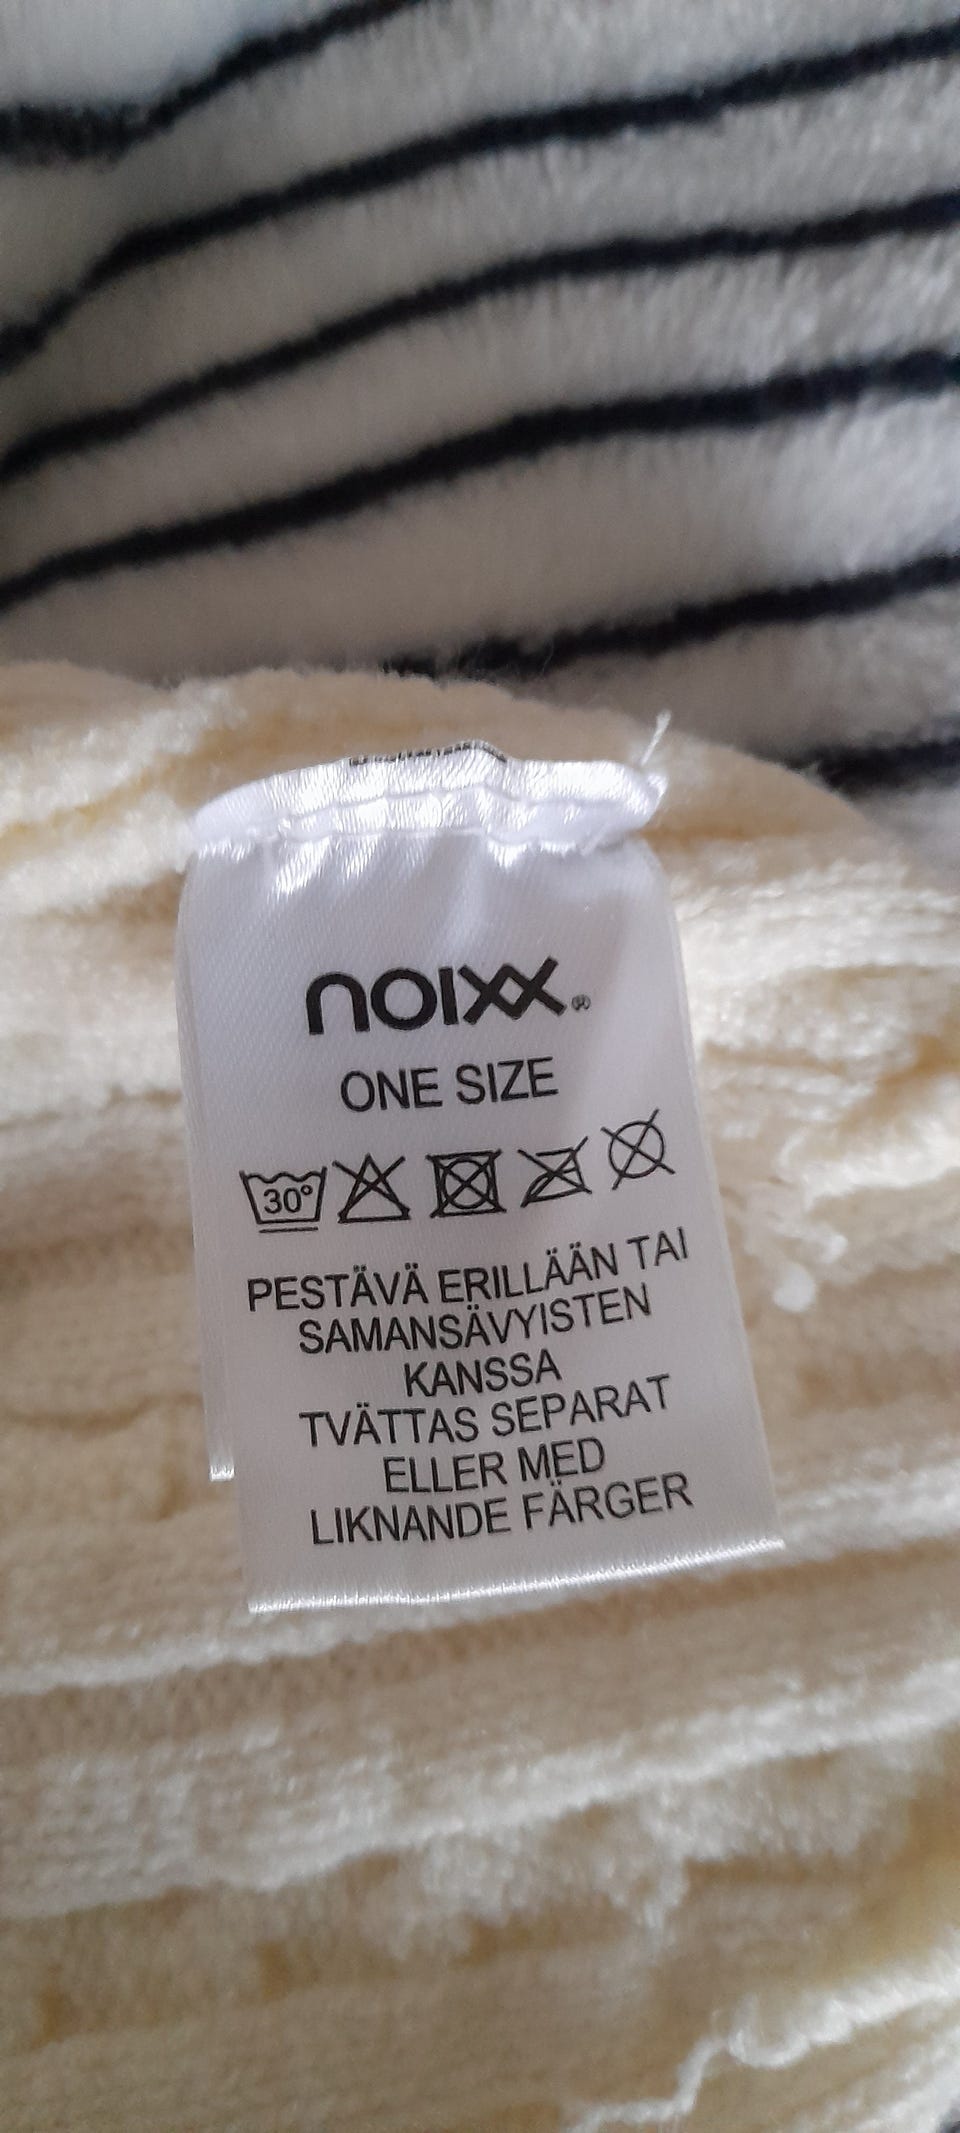 noixx®
ONE SIZE
30°
PESTÄVÄ ERILLÄÄN TAI
SAMANSÄVYISTEN
KANSSA
TVÄTTAS SEPARAT
ELLER MED
LIKNANDE FÄRGER